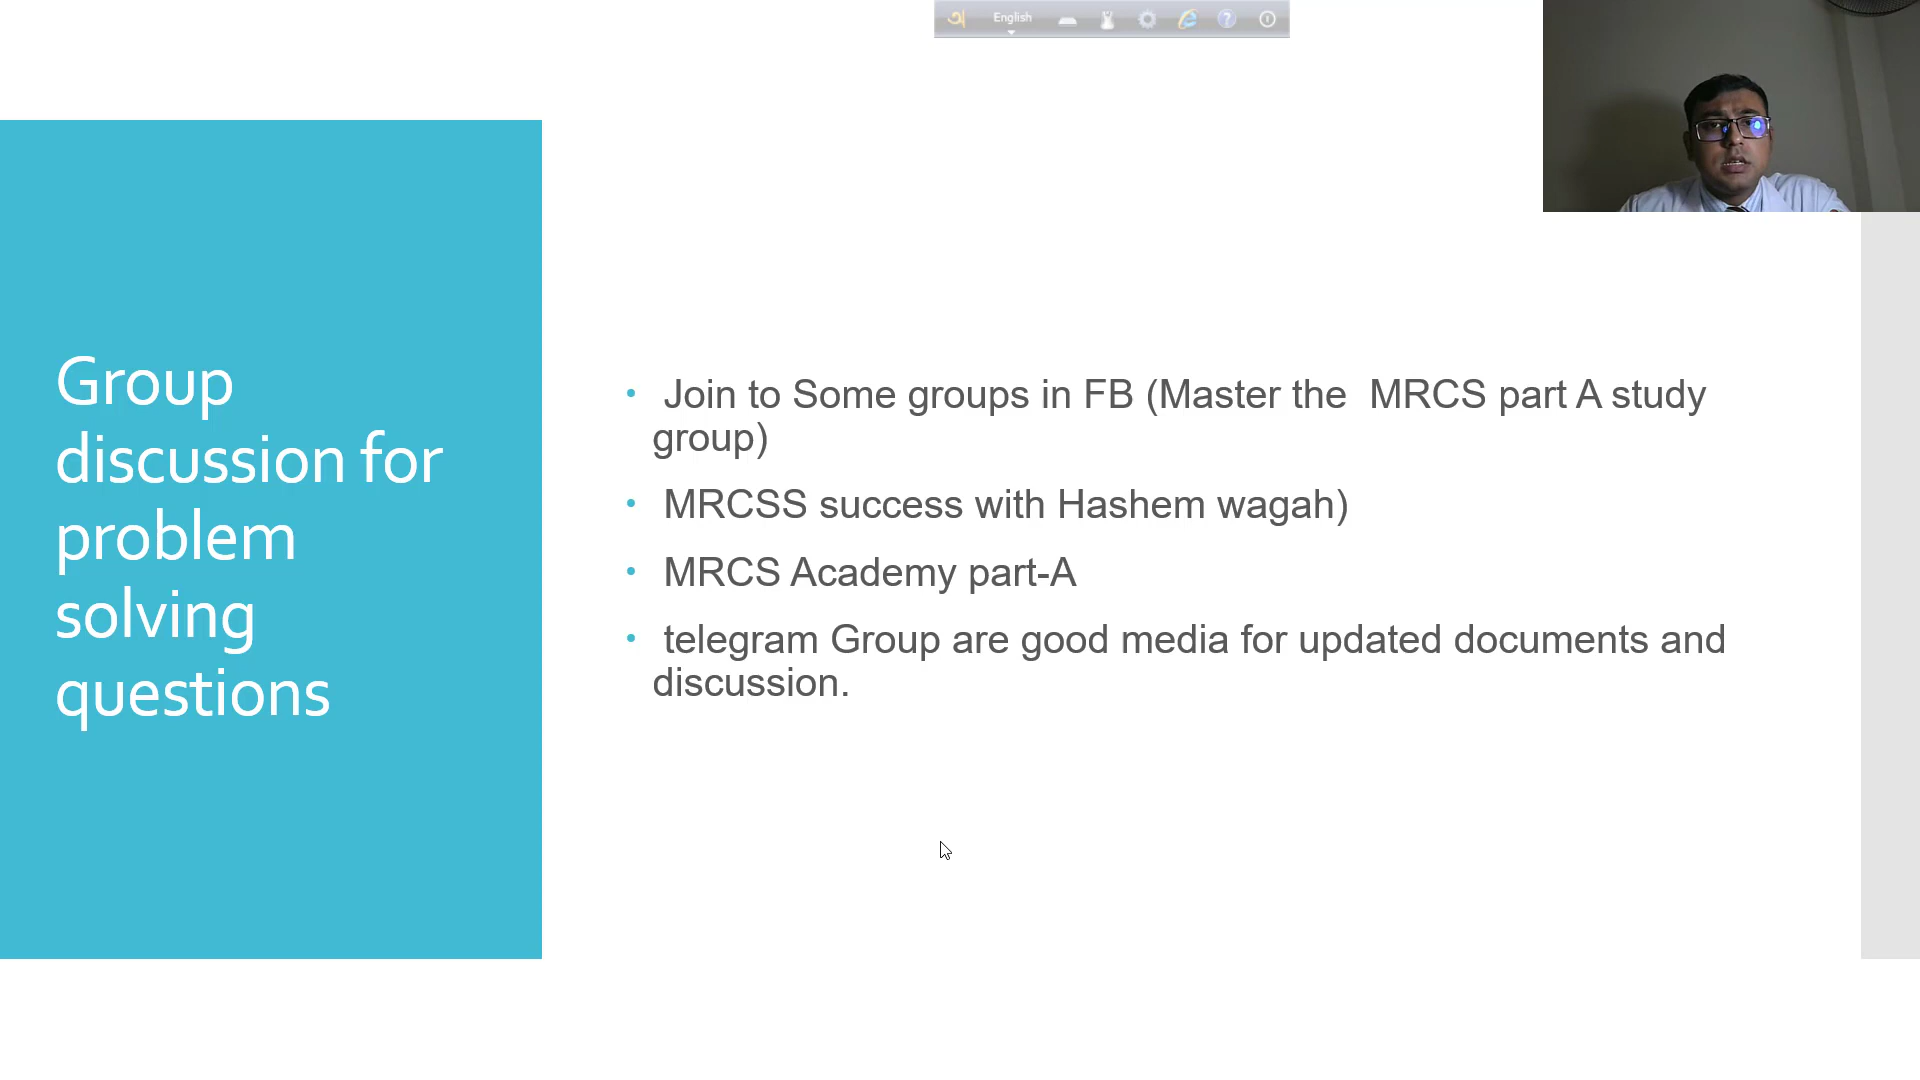 English
Group
discussion for
problem
solving
questions
Join to Some groups in FB (Master the MRCS part A study
group)
MRCSS success with Hashem wagah)
MRCS Academy part-A
telegram Group are good media for updated documents and
discussion.